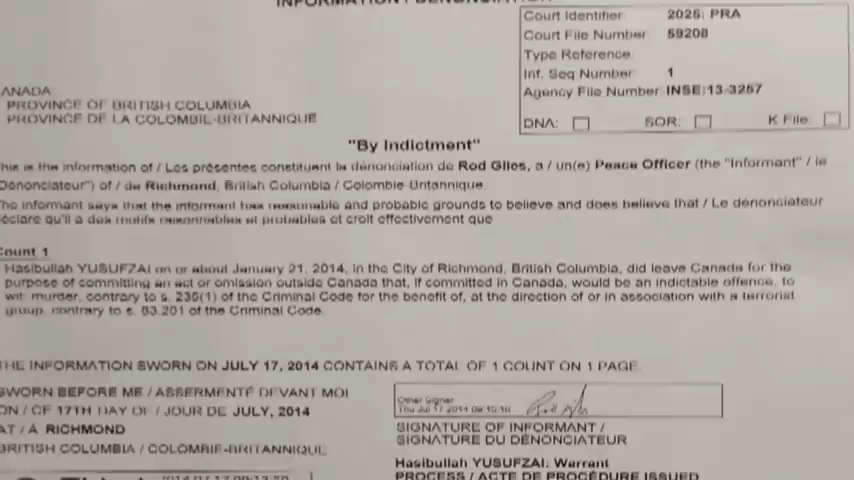 INFORMATION / DÉNONCIATION
Court Identifier 2025: PRA
Court File Number 59208
Type Reference
Inf. Seq Number 1
Agency File Number INSE:13-3257
DNA: SOR: K File
CANADA
PROVINCE OF BRITISH COLUMBIA
PROVINCE DE LA COLOMBIE-BRITANNIQUE
"By Indictment"
This is the information of / Les présentes constituent la dénonciation de Rod Giles, a / un(e) Peace Officer (the "Informant" / le
Dénonciateur") of / de Richmond, British Columbia / Colombie-Britannique.
The informant says that the informant has reasonable and probable grounds to believe and does believe that / Le dénonciateur
déclare qu'il a des motifs raisonnables et probables et croit effectivement que
Count 1
Hasibullah YUSUFZAI on or about January 21, 2014, in the City of Richmond, British Columbia, did leave Canada for the
purpose of committing an act or omission outside Canada that, if committed in Canada, would be an indictable offence, to
wit: murder, contrary to s. 235(1) of the Criminal Code for the benefit of, at the direction of or in association with a terrorist
group, contrary to s. 83.201 of the Criminal Code.
THE INFORMATION SWORN ON JULY 17, 2014 CONTAINS A TOTAL OF 1 COUNT ON 1 PAGE
SWORN BEFORE ME / ASSERMENTÉ DEVANT MOI
ON / CE 17TH DAY OF / JOUR DE JULY, 2014
AT / À RICHMOND
BRITISH COLUMBIA / COLOMBIE-BRITANNIQUE
Other Signer
Thu Jul 17 2014 09:15:10
SIGNATURE OF INFORMANT /
SIGNATURE DU DÉNONCIATEUR
Hasibullah YUSUFZAI: Warrant
PROCESS / ACTE DE PROCÉDURE ISSUED